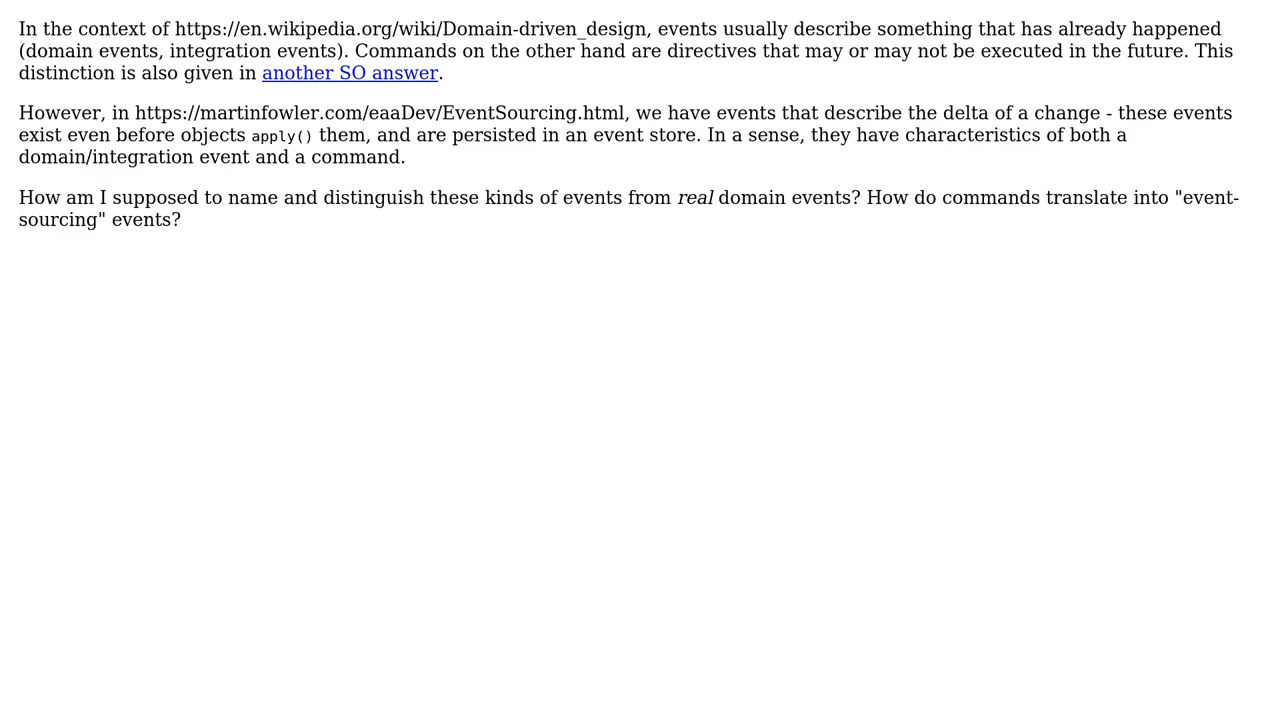 In the context of https://en.wikipedia.org/wiki/Domain-driven_design, events usually describe something that has already happened
(domain events, integration events). Commands on the other hand are directives that may or may not be executed in the future. This
distinction is also given in another SO answer.
However, in https://martinfowler.com/eaaDev/EventSourcing.html, we have events that describe the delta of a change - these events
exist even before objects apply() them, and are persisted in an event store. In a sense, they have characteristics of both a
domain/integration event and a command.
How am I supposed to name and distinguish these kinds of events from real domain events? How do commands translate into "event-
sourcing" events?